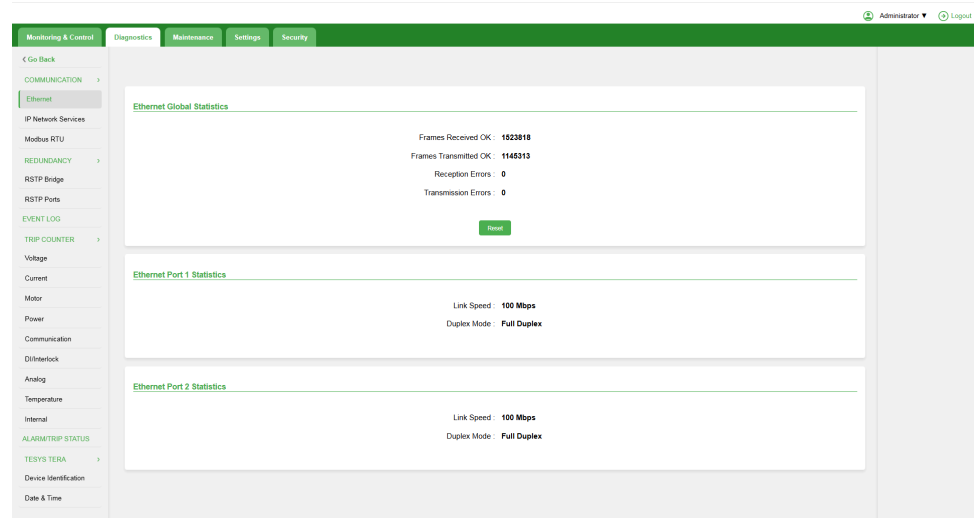 Administrator ▼ Logout
Monitoring & Control Diagnostics Maintenance Settings Security
Go Back
COMMUNICATION
Ethernet
IP Network Services
Modbus RTU
REDUNDANCY
RSTP Bridge
RSTP Ports
EVENT LOG
TRIP COUNTER
Voltage
Current
Motor
Power
Communication
DI/Interlock
Analog
Temperature
Internal
ALARM/TRIP STATUS
TESYS TERA
Device Identification
Date & Time
Ethernet Global Statistics
Frames Received OK : 1523818
Frames Transmitted OK : 1145313
Reception Errors : 0
Transmission Errors : 0
Reset
Ethernet Port 1 Statistics
Link Speed : 100 Mbps
Duplex Mode : Full Duplex
Ethernet Port 2 Statistics
Link Speed : 100 Mbps
Duplex Mode : Full Duplex